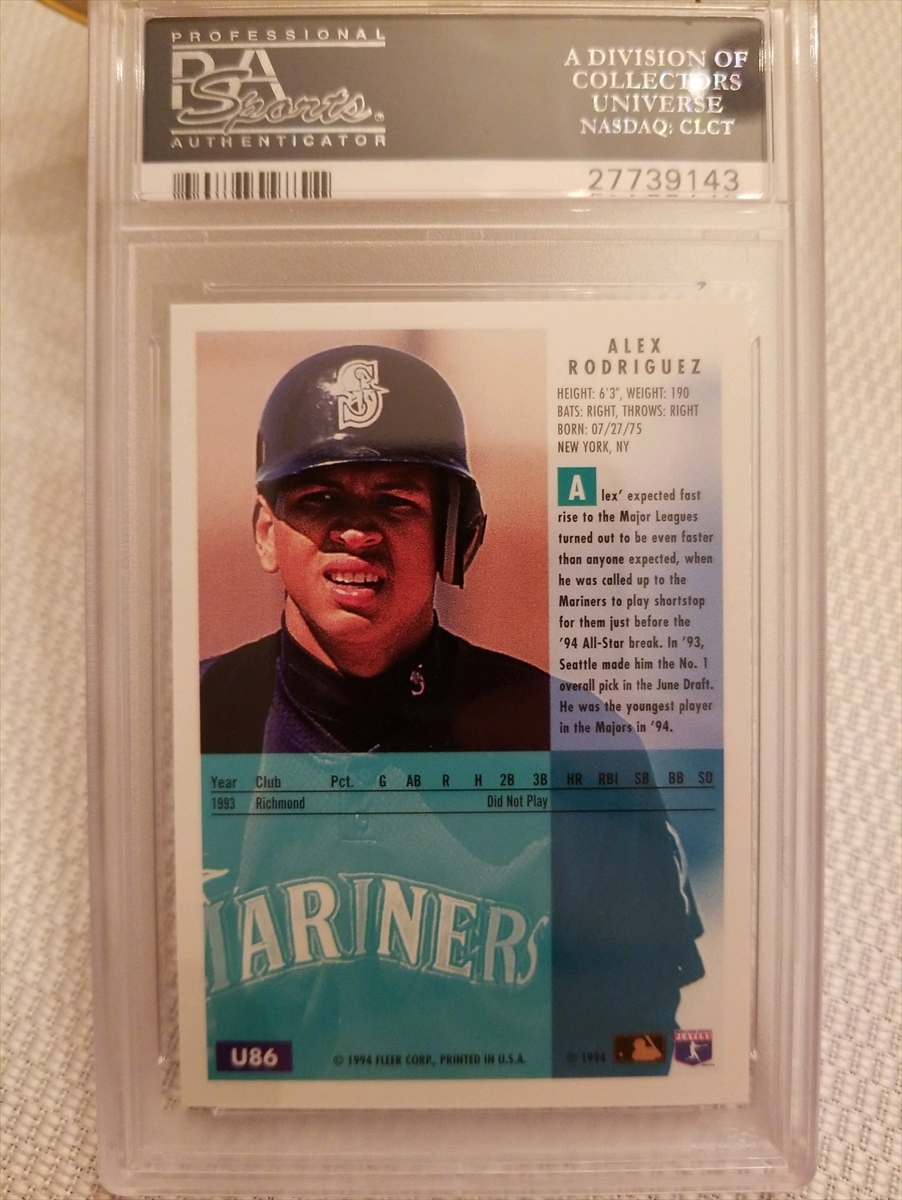 PROFESSIONAL
PSA
Sports®
AUTHENTICATOR
A DIVISION OF
COLLECTORS
UNIVERSE
NASDAQ: CLCT
27739143
S
ALEX
RODRIGUEZ
HEIGHT: 6'3", WEIGHT: 190
BATS: RIGHT, THROWS: RIGHT
BORN: 07/27/75
NEW YORK, NY
Alex' expected fast
rise to the Major Leagues
turned out to be even faster
than anyone expected, when
he was called up to the
Mariners to play shortstop
for them just before the
'94 All-Star break. In '93,
Seattle made him the No. 1
overall pick in the June Draft.
He was the youngest player
in the Majors in '94.
Year Club Pct. G AB R H 2B 3B HR RBI SB BB SO
1993 Richmond Did Not Play
MARINERS
U86
© 1994 FLEER CORP., PRINTED IN U.S.A.
© 1994
PLAYERS